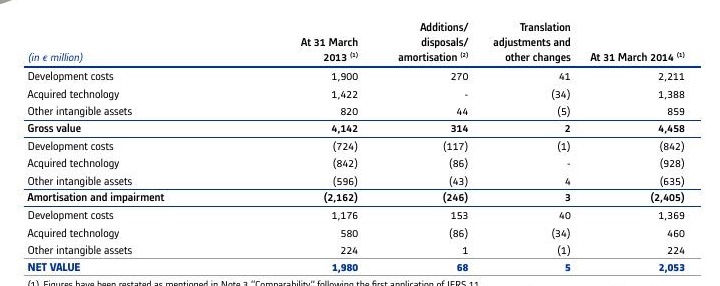 Additions/ Translation
At 31 March disposals/ adjustments and
(in € million) 2013 (1) amortisation (2) other changes At 31 March 2014 (1)
Development costs 1,900 270 41 2,211
Acquired technology 1,422 - (34) 1,388
Other intangible assets 820 44 (5) 859
Gross value 4,142 314 2 4,458
Development costs (724) (117) (1) (842)
Acquired technology (842) (86) - (928)
Other intangible assets (596) (43) 4 (635)
Amortisation and impairment (2,162) (246) 3 (2,405)
Development costs 1,176 153 40 1,369
Acquired technology 580 (86) (34) 460
Other intangible assets 224 1 (1) 224
NET VALUE 1,980 68 5 2,053
(1) Figures have been restated as mentioned in Note 3 "Comparability" following the first application of IFRS 11